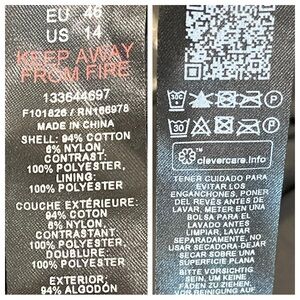 EU 46
US 14
KEEP AWAY
FROM FIRE
133644697
F101826 / RN166978
MADE IN CHINA
SHELL: 94% COTTON
6% NYLON,
CONTRAST:
100% POLYESTER,
LINING:
100% POLYESTER
COUCHE EXTÉRIEURE:
94% COTON
6% NYLON,
CONTRASTANT:
100% POLYESTER,
DOUBLURE:
100% POLYESTER
EXTERIOR:
94% ALGODÓN
30
clevercare.info
TENER CUIDADO PARA
EVITAR LOS
ENGANCHONES, PONER
DEL REVÉS ANTES DE
LAVAR, METER EN UNA
BOLSA PARA EL
LAVADO ANTES
LIMPIAR, LAVAR
SEPARADAMENTE, NO
USAR SECADORA-DEJAR
SECAR SOBRE UNA
SUPERFICIE PLANA
BITTE VORSICHTIG
SEIN, UM KEINE
FÄDEN ZU ZIEHEN, VOR
REINIGUNG AUF